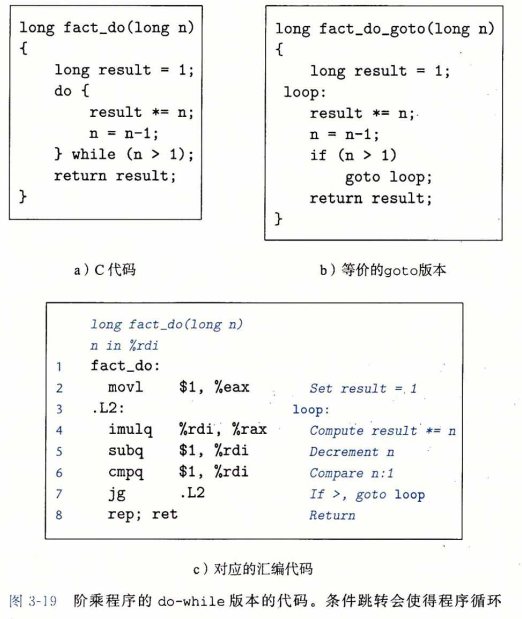 long fact_do(long n)
{
    long result = 1;
    do {
        result *= n;
        n = n-1;
    } while (n > 1);
    return result;
}
a）C代码
long fact_do_goto(long n)
{
    long result = 1;
 loop:
    result *= n;
    n = n-1;
    if (n > 1)
        goto loop;
    return result;
}
b）等价的goto版本
long fact_do(long n)
n in %rdi
1 fact_do:
2   movl    $1, %eax    Set result = 1
3 .L2:    loop:
4   imulq   %rdi, %rax    Compute result *= n
5   subq    $1, %rdi    Decrement n
6   cmpq    $1, %rdi    Compare n:1
7   jg      .L2    If >, goto loop
8   rep; ret    Return
c）对应的汇编代码
图 3-19 阶乘程序的 do-while 版本的代码。条件跳转会使得程序循环